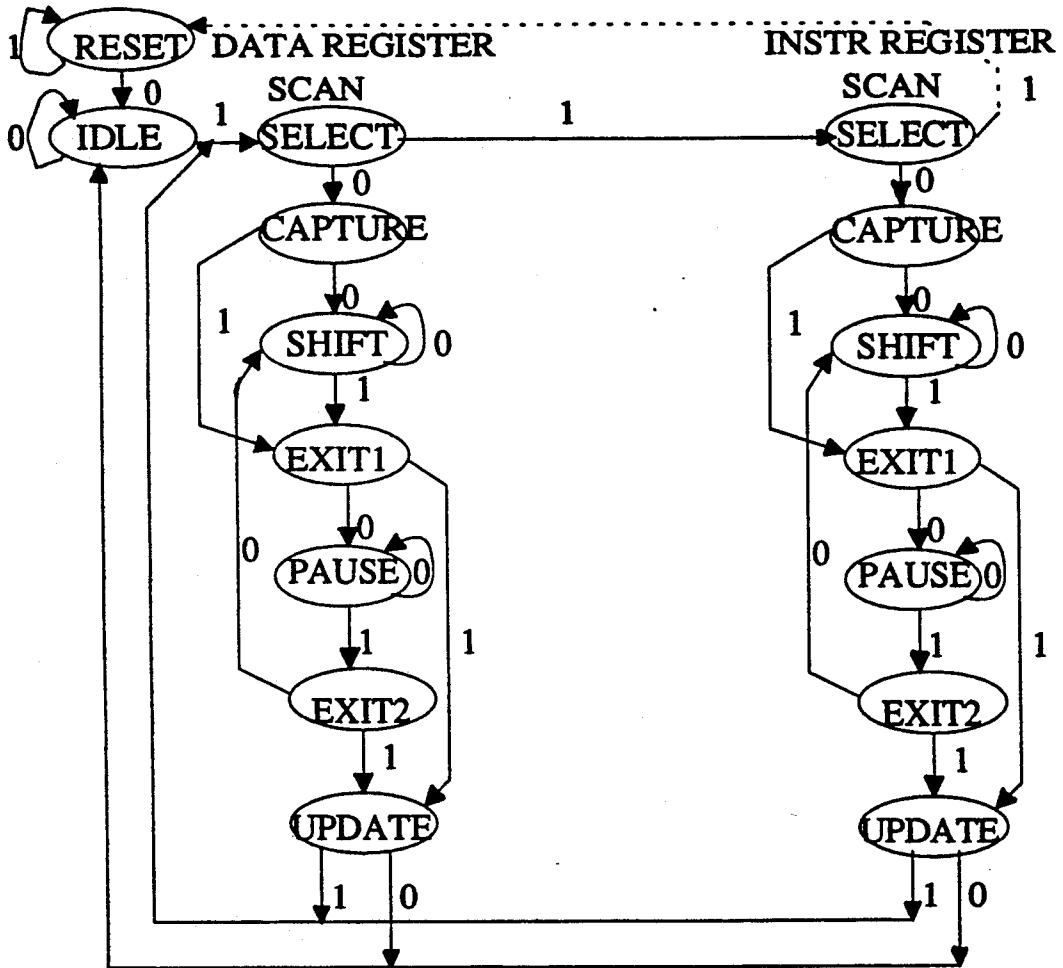 1
RESET
DATA REGISTER
INSTR REGISTER
0
SCAN
SCAN
1
0
IDLE
1
SELECT
1
SELECT
0
0
CAPTURE
CAPTURE
0
0
1
1
SHIFT
0
SHIFT
0
1
1
EXIT1
EXIT1
0
0
0
0
PAUSE
0
PAUSE
0
1
1
1
1
EXIT2
EXIT2
1
1
UPDATE
UPDATE
1
0
1
0